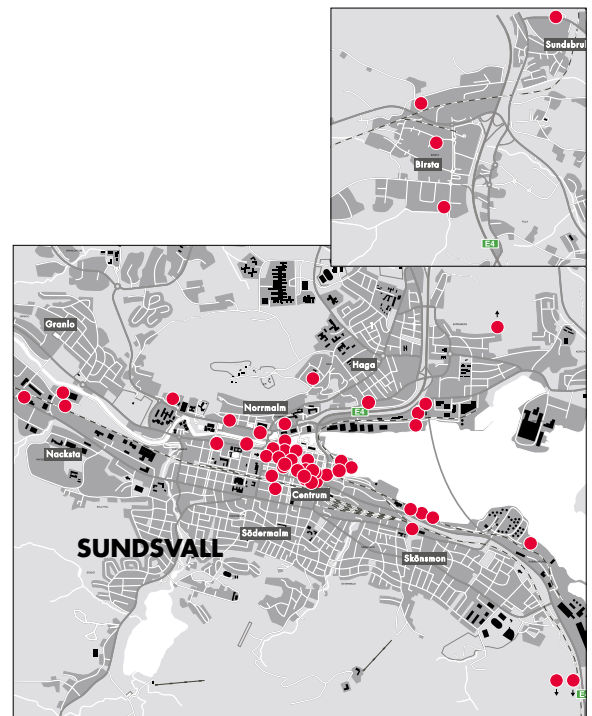 Sundsbru
Birsta
E4
Granlo
Haga
Norrmalm
E4
Nacksta
Centrum
Södermalm
SUNDSVALL
Skönsmon
E